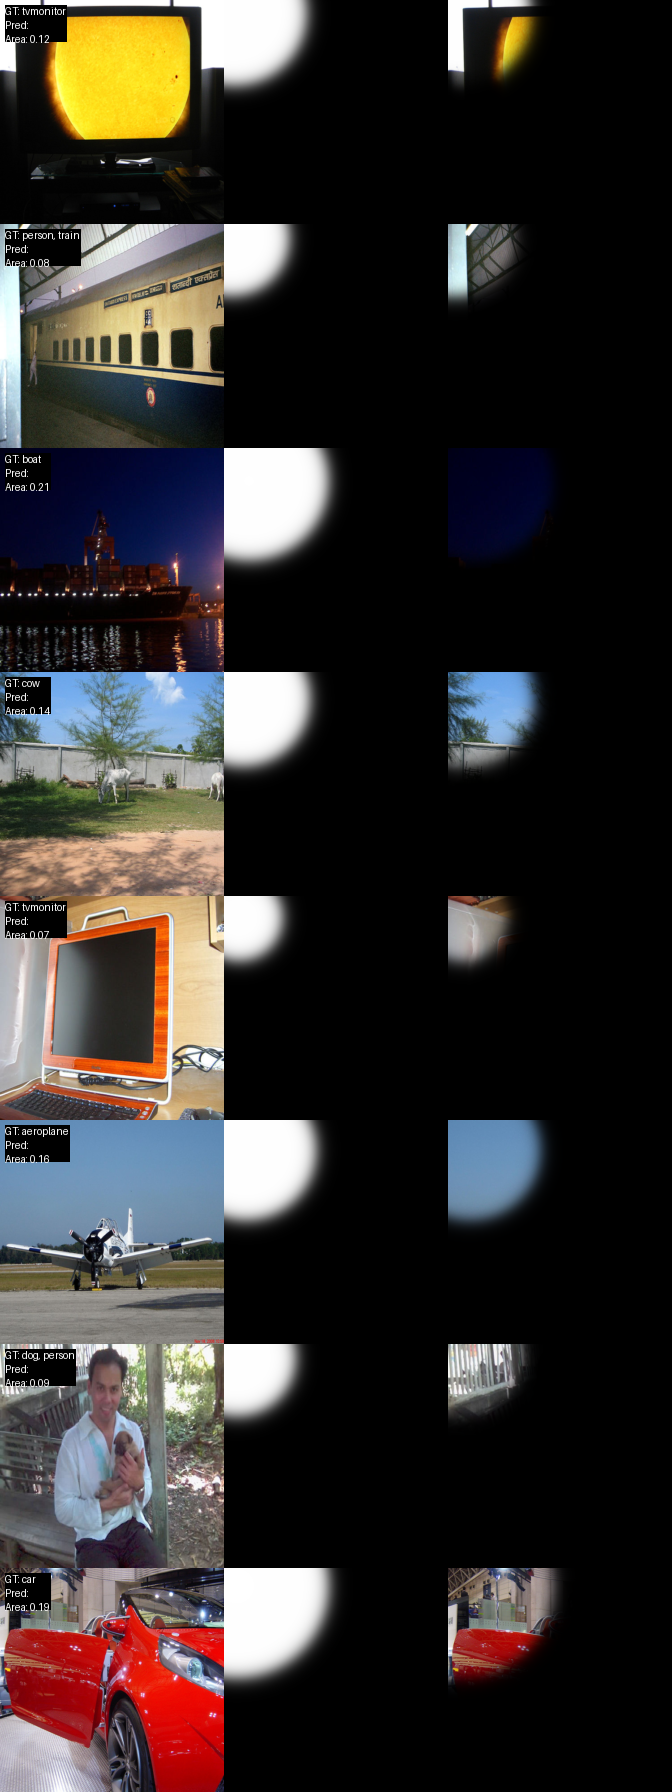 GT: tvmonitor
Pred:
Area: 0.12
GT: person, train
Pred:
Area: 0.08
GT: boat
Pred:
Area: 0.21
GT: cow
Pred:
Area: 0.14
GT: tvmonitor
Pred:
Area: 0.07
GT: aeroplane
Pred:
Area: 0.16
GT: dog, person
Pred:
Area: 0.09
GT: car
Pred:
Area: 0.19